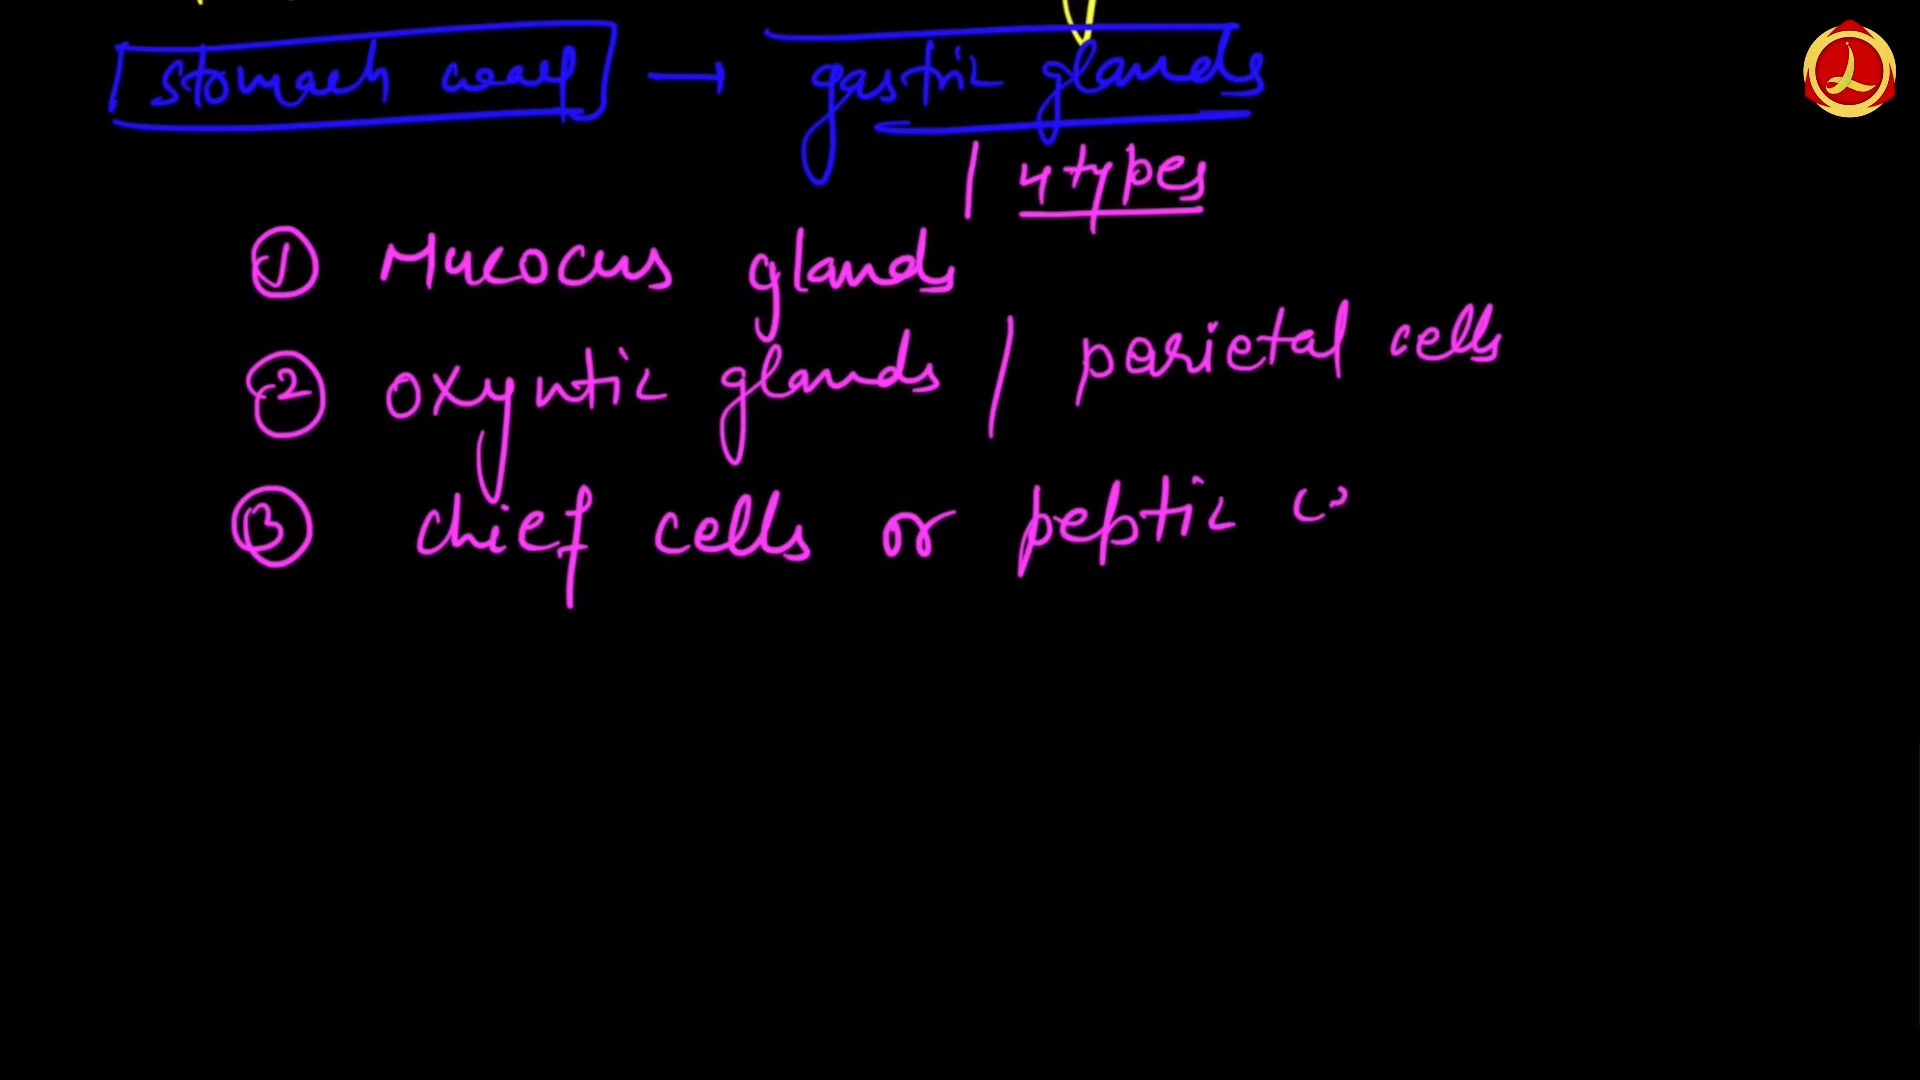 stomach wall → gastric glands
4 types
① Mucocus glands
② oxyntic glands / parietal cells
③ chief cells or peptic c